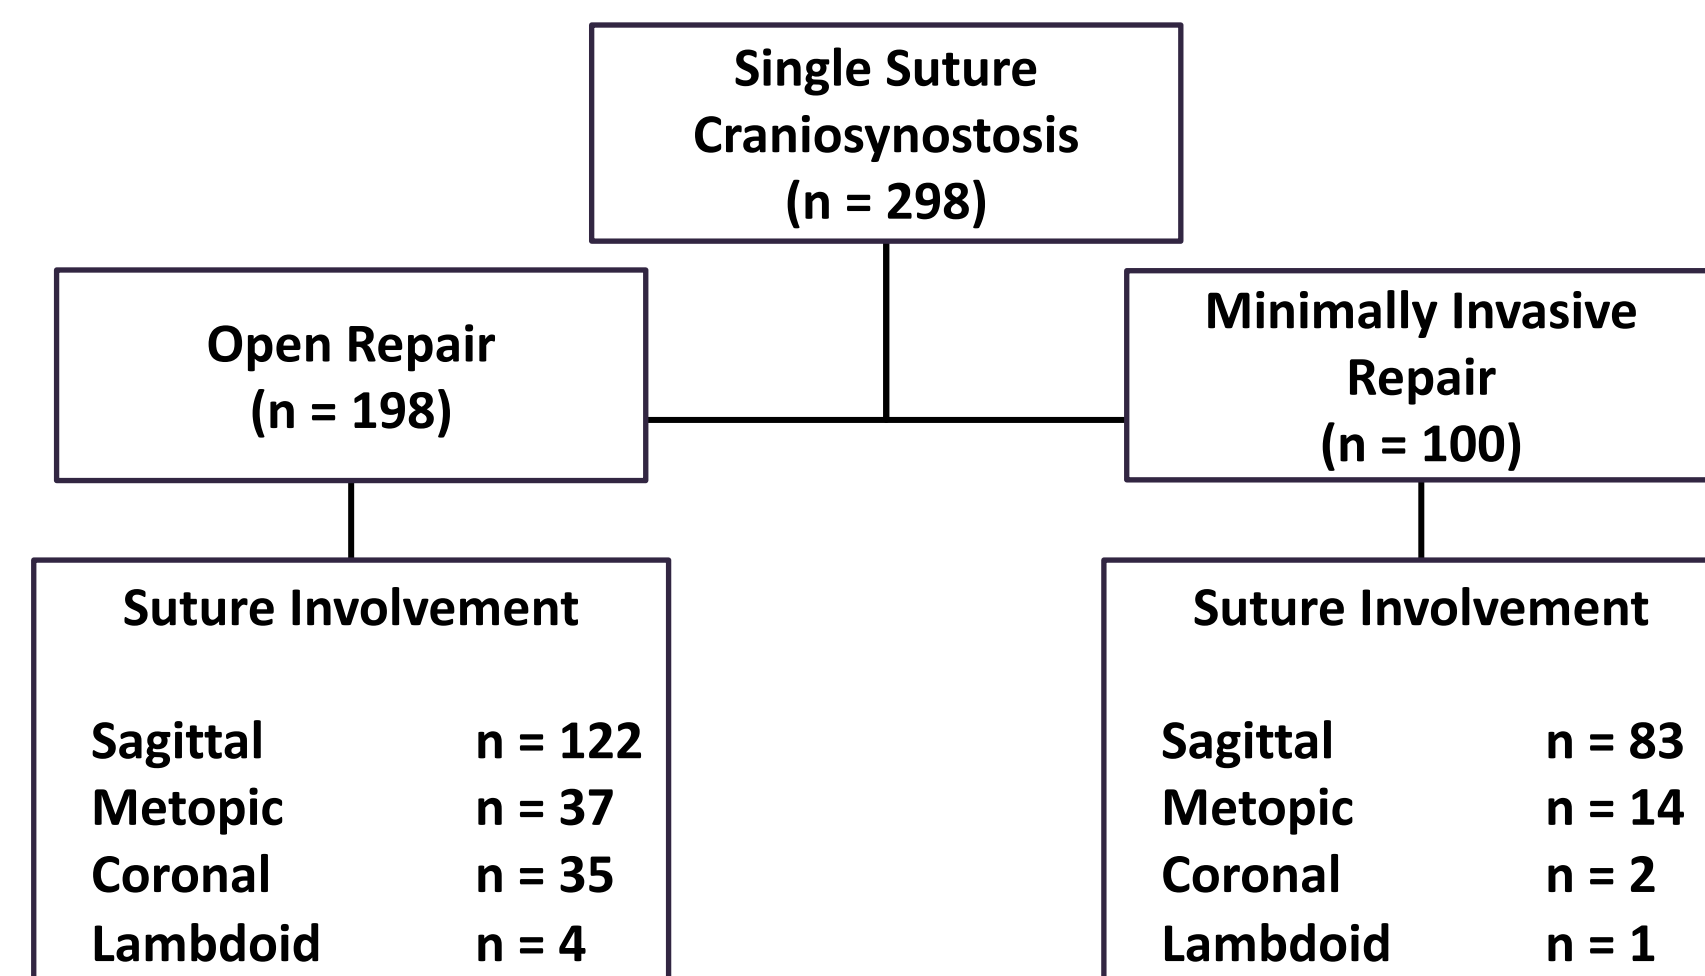 Single Suture
Craniosynostosis
(n = 298)
Open Repair
(n = 198)
Minimally Invasive
Repair
(n = 100)
Suture Involvement
Sagittal n = 122
Metopic n = 37
Coronal n = 35
Lambdoid n = 4
Suture Involvement
Sagittal n = 83
Metopic n = 14
Coronal n = 2
Lambdoid n = 1